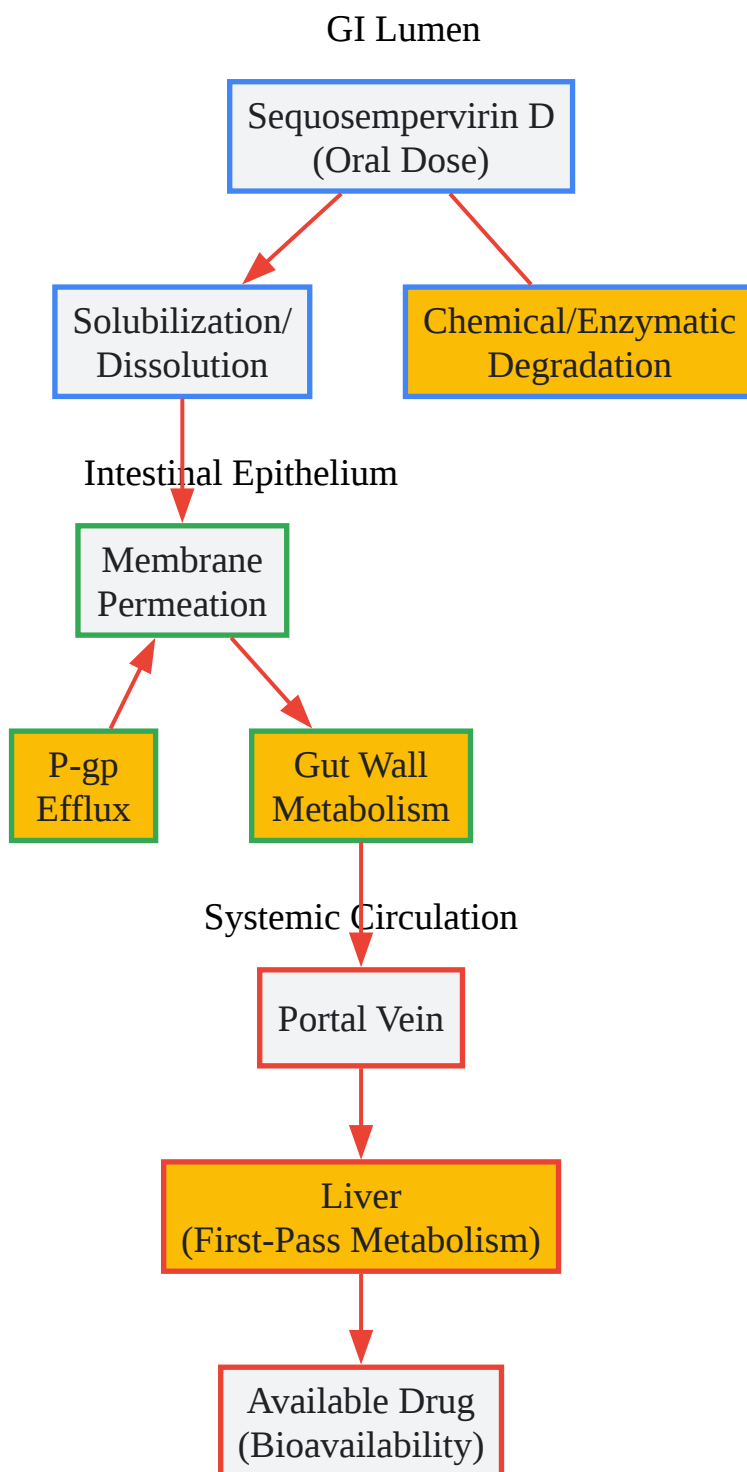 GI Lumen
Sequosempervirin D
(Oral Dose)
Solubilization/
Dissolution
Chemical/Enzymatic
Degradation
Intestinal Epithelium
Membrane
Permeation
P-gp
Efflux
Gut Wall
Metabolism
Systemic Circulation
Portal Vein
Liver
(First-Pass Metabolism)
Available Drug
(Bioavailability)